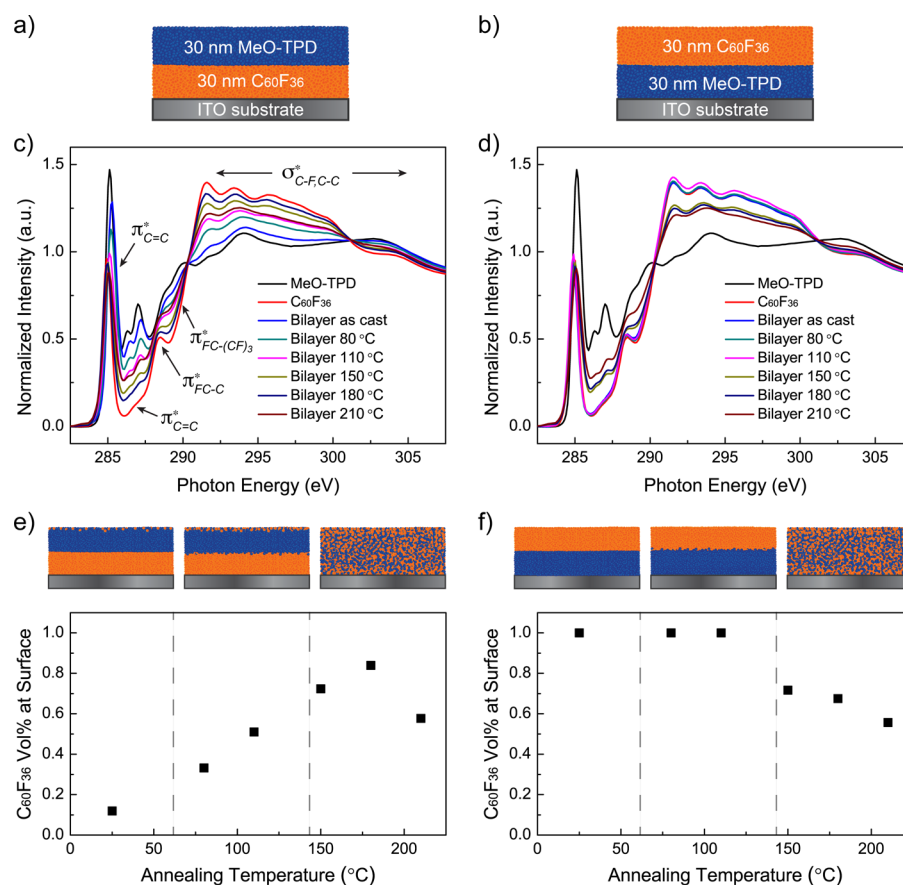 a)
30 nm MeO-TPD
30 nm C60F36
ITO substrate
b)
30 nm C60F36
30 nm MeO-TPD
ITO substrate
c)
1.5
1.0
0.5
0.0
Normalized Intensity (a.u.)
π*C=C
σ*C-F,C-C
π*FC-(CF)3
π*FC-C
π*C=C
MeO-TPD
C60F36
Bilayer as cast
Bilayer 80 °C
Bilayer 110 °C
Bilayer 150 °C
Bilayer 180 °C
Bilayer 210 °C
285 290 295 300 305
Photon Energy (eV)
d)
1.5
1.0
0.5
0.0
Normalized Intensity (a.u.)
MeO-TPD
C60F36
Bilayer as cast
Bilayer 80 °C
Bilayer 110 °C
Bilayer 150 °C
Bilayer 180 °C
Bilayer 210 °C
285 290 295 300 305
Photon Energy (eV)
e)
1.0
0.8
0.6
0.4
0.2
0.0
C60F36 Vol% at Surface
0 50 100 150 200
Annealing Temperature (°C)
f)
1.0
0.8
0.6
0.4
0.2
0.0
C60F36 Vol% at Surface
0 50 100 150 200
Annealing Temperature (°C)